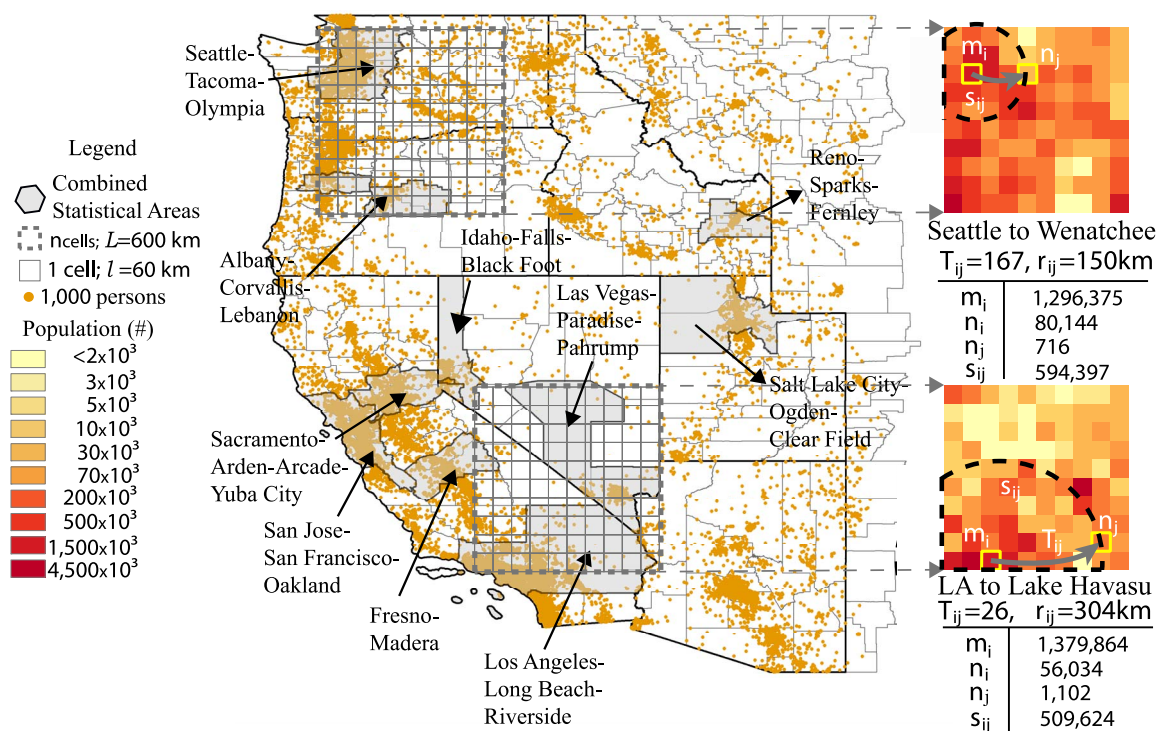 Seattle-
Tacoma-
Olympia
Legend
Combined
Statistical Areas
ncells; L=600 km
1 cell; l=60 km
1,000 persons
Population (#)
<2x10³
3x10³
5x10³
10x10³
30x10³
70x10³
200x10³
500x10³
1,500x10³
4,500x10³
Albany-
Corvallis-
Lebanon
Idaho-Falls-
Black Foot
Las Vegas-
Paradise-
Pahrump
Reno-
Sparks-
Fernley
Salt Lake City-
Ogden-
Clear Field
Sacramento-
Arden-Arcade-
Yuba City
San Jose-
San Francisco-
Oakland
Fresno-
Madera
Los Angeles-
Long Beach-
Riverside
mi
nj
sij
Seattle to Wenatchee
Tij=167, rij=150km
mi 1,296,375
ni 80,144
nj 716
sij 594,397
sij
mi
Tij
nj
LA to Lake Havasu
Tij=26, rij=304km
mi 1,379,864
ni 56,034
nj 1,102
sij 509,624